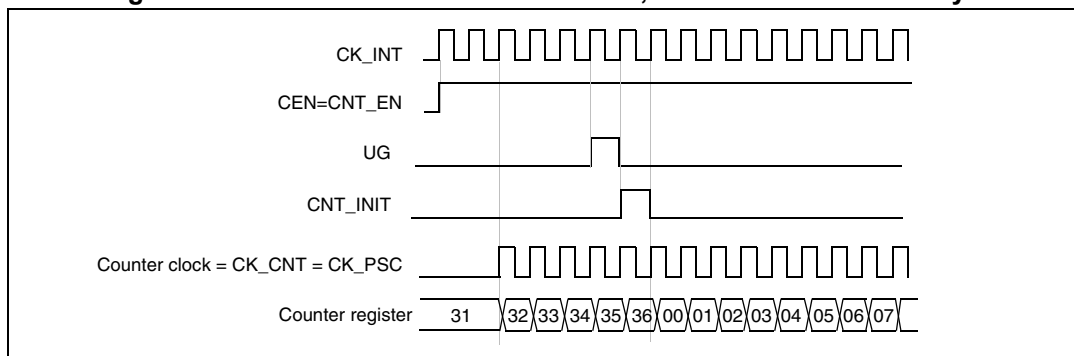 CK_INT
CEN=CNT_EN
UG
CNT_INIT
Counter clock = CK_CNT = CK_PSC
Counter register 31 32 33 34 35 36 00 01 02 03 04 05 06 07